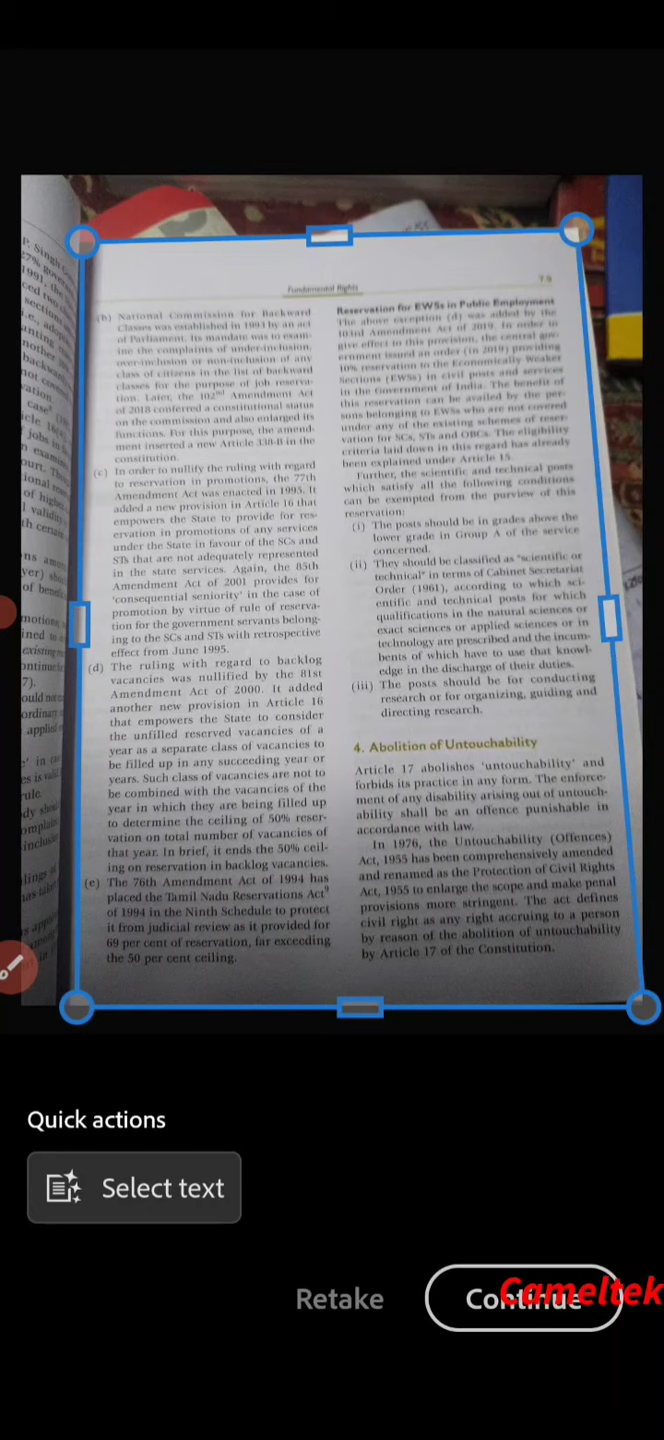 Fundamental Rights
7.9
(b) National Commission for Backward
Classes was established in 1993 by an act
of Parliament. Its mandate was to exam-
ine the complaints of under-inclusion,
over-inclusion or non-inclusion of any
class of citizens in the list of backward
classes for the purpose of job reserva-
tion. Later, the 102nd Amendment Act
of 2018 conferred a constitutional status
on the commission and also enlarged its
functions. For this purpose, the amend-
ment inserted a new Article 338-B in the
constitution.
(c) In order to nullify the ruling with regard
to reservation in promotions, the 77th
Amendment Act was enacted in 1995. It
added a new provision in Article 16 that
empowers the State to provide for res-
ervation in promotions of any services
under the State in favour of the SCs and
STs that are not adequately represented
in the state services. Again, the 85th
Amendment Act of 2001 provides for
'consequential seniority' in the case of
promotion by virtue of rule of reserva-
tion for the government servants belong-
ing to the SCs and STs with retrospective
effect from June 1995.
(d) The ruling with regard to backlog
vacancies was nullified by the 81st
Amendment Act of 2000. It added
another new provision in Article 16
that empowers the State to consider
the unfilled reserved vacancies of a
year as a separate class of vacancies to
be filled up in any succeeding year or
years. Such class of vacancies are not to
be combined with the vacancies of the
year in which they are being filled up
to determine the ceiling of 50% reser-
vation on total number of vacancies of
that year. In brief, it ends the 50% ceil-
ing on reservation in backlog vacancies.
(e) The 76th Amendment Act of 1994 has
placed the Tamil Nadu Reservations Act9
of 1994 in the Ninth Schedule to protect
it from judicial review as it provided for
69 per cent of reservation, far exceeding
the 50 per cent ceiling.
Reservation for EWSs in Public Employment
The above exception (d) was added by the
103rd Amendment Act of 2019. In order to
give effect to this provision, the central gov-
ernment issued an order (in 2019) providing
10% reservation to the Economically Weaker
Sections (EWSs) in civil posts and services
in the Government of India. The benefit of
this reservation can be availed by the per-
sons belonging to EWSs who are not covered
under any of the existing schemes of reser-
vation for SCs, STs and OBCs. The eligibility
criteria laid down in this regard has already
been explained under Article 15.
Further, the scientific and technical posts
which satisfy all the following conditions
can be exempted from the purview of this
reservation:
(i) The posts should be in grades above the
lower grade in Group A of the service
concerned.
(ii) They should be classified as "scientific or
technical" in terms of Cabinet Secretariat
Order (1961), according to which sci-
entific and technical posts for which
qualifications in the natural sciences or
exact sciences or applied sciences or in
technology are prescribed and the incum-
bents of which have to use that knowl-
edge in the discharge of their duties.
(iii) The posts should be for conducting
research or for organizing, guiding and
directing research.
4. Abolition of Untouchability
Article 17 abolishes 'untouchability' and
forbids its practice in any form. The enforce-
ment of any disability arising out of untouch-
ability shall be an offence punishable in
accordance with law.
In 1976, the Untouchability (Offences)
Act, 1955 has been comprehensively amended
and renamed as the Protection of Civil Rights
Act, 1955 to enlarge the scope and make penal
provisions more stringent. The act defines
civil right as any right accruing to a person
by reason of the abolition of untouchability
by Article 17 of the Constitution.
Quick actions
Select text
Retake
Continue
Cameltek